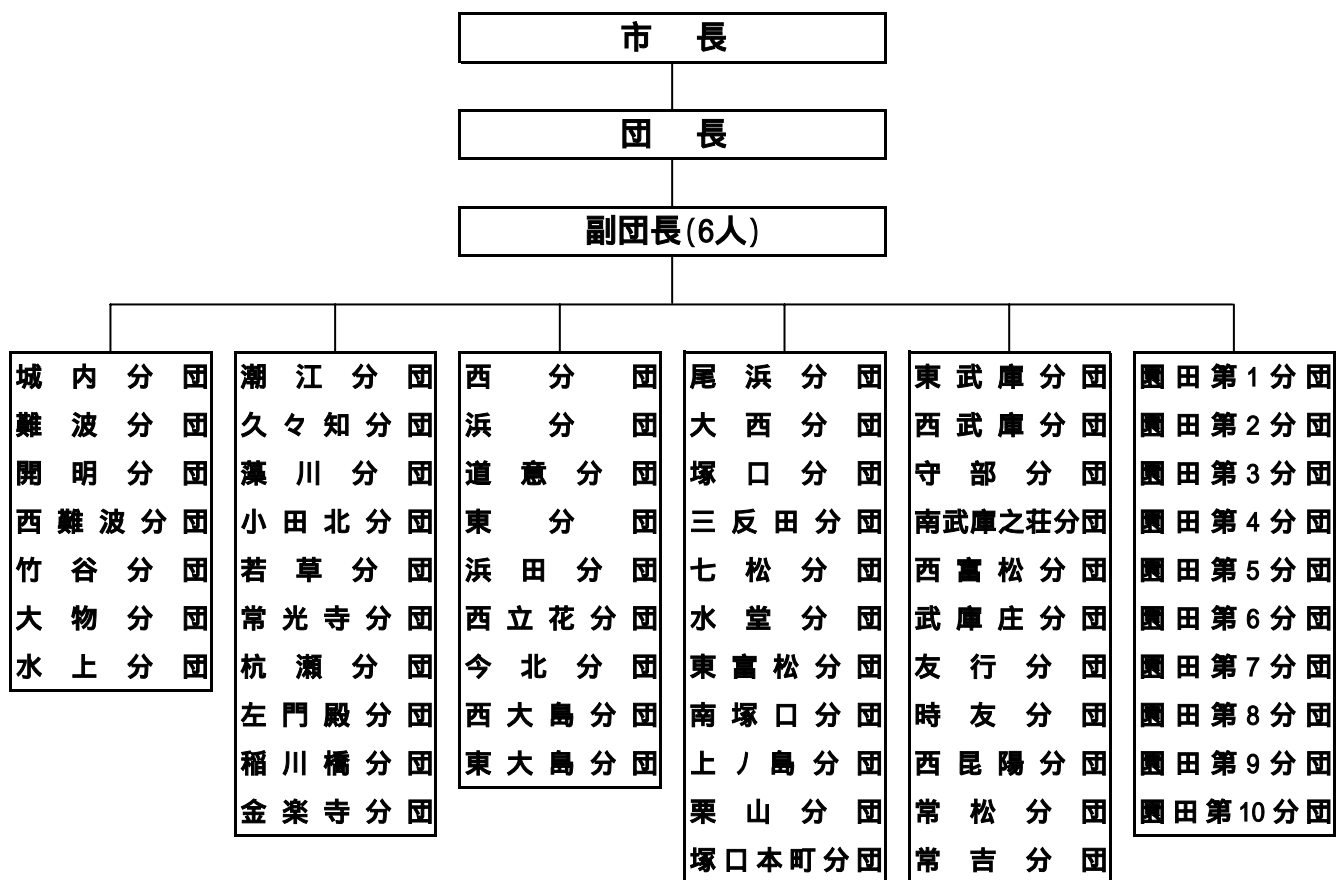 市長
団長
副団長(6人)
城内分団
難波分団
開明分団
西難波分団
竹谷分団
大物分団
水上分団
潮江分団
久々知分団
藻川分団
小田北分団
若草分団
常光寺分団
杭瀬分団
左門殿分団
稲川橋分団
金楽寺分団
西分団
浜分団
道意分団
東分団
浜田分団
西立花分団
今北分団
西大島分団
東大島分団
尾浜分団
大西分団
塚口分団
三反田分団
七松分団
水堂分団
東富松分団
南塚口分団
上ノ島分団
栗山分団
塚口本町分団
東武庫分団
西武庫分団
守部分団
南武庫之荘分団
西富松分団
武庫庄分団
友行分団
時友分団
西昆陽分団
常松分団
常吉分団
園田第1分団
園田第2分団
園田第3分団
園田第4分団
園田第5分団
園田第6分団
園田第7分団
園田第8分団
園田第9分団
園田第10分団